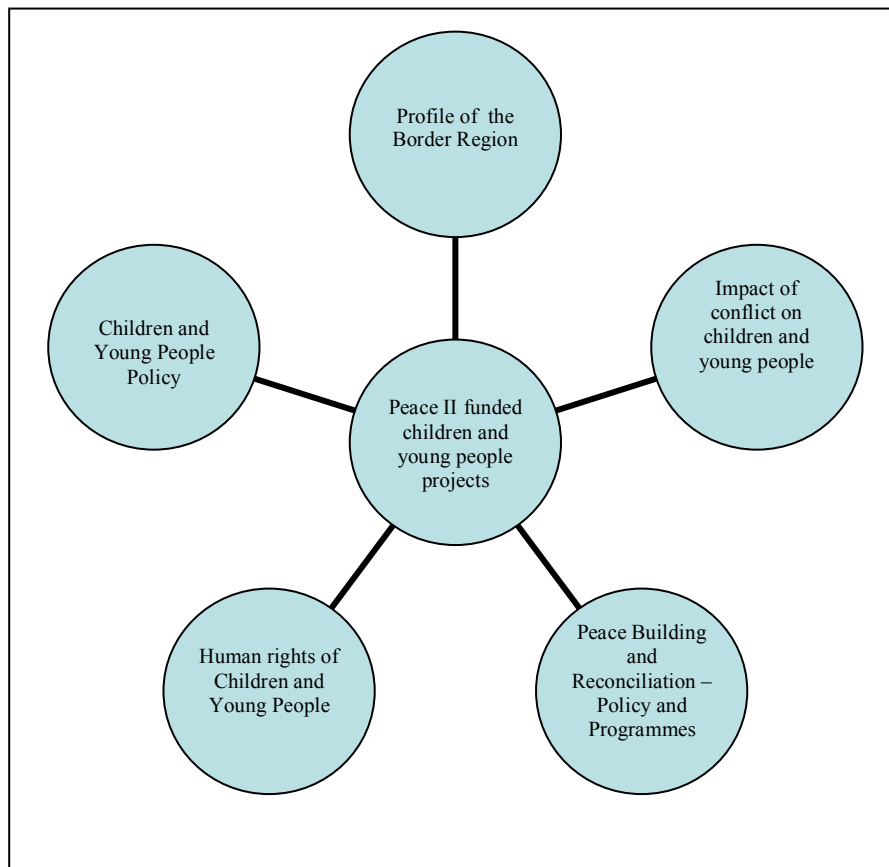 Profile of the
Border Region
Children and
Young People
Policy
Impact of
conflict on
children and
young people
Peace II funded
children and
young people
projects
Human rights of
Children and
Young People
Peace Building
and
Reconciliation –
Policy and
Programmes